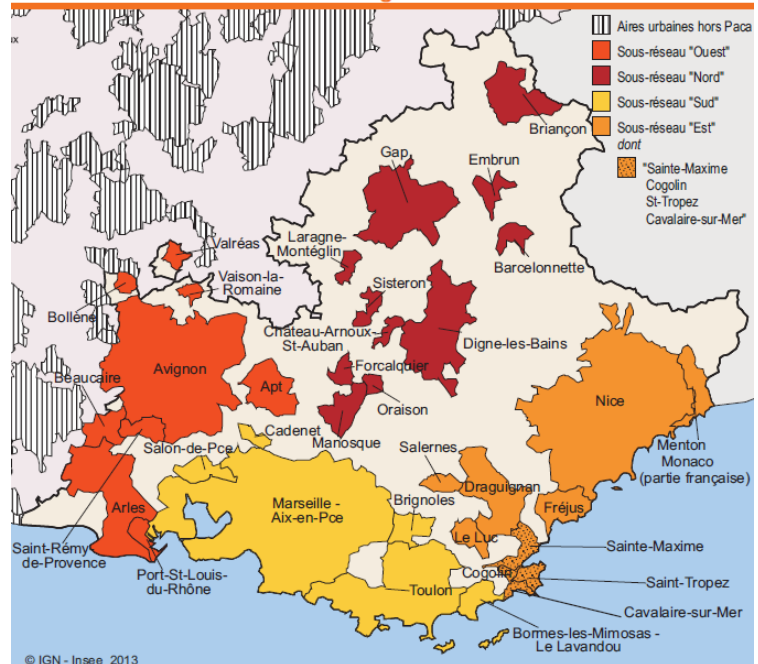 Aires urbaines hors Paca
Sous-réseau "Ouest"
Sous-réseau "Nord"
Sous-réseau "Sud"
Sous-réseau "Est"
dont
"Sainte-Maxime
Cogolin
St-Tropez
Cavalaire-sur-Mer"
Briançon
Gap
Embrun
Valréas
Laragne-
Montéglin
Barcelonnette
Vaison-la-
Romaine
Sisteron
Bollène
Château-Arnoux-
St-Auban
Digne-les-Bains
Avignon
Forcalquier
Beaucaire
Apt
Oraison
Nice
Cadenet
Manosque
Salon-de-Pce
Salernes
Menton
Monaco
(partie française)
Draguignan
Marseille -
Aix-en-Pce
Brignoles
Arles
Fréjus
Le Luc
Saint-Rémy
de-Provence
Sainte-Maxime
Port-St-Louis-
du-Rhône
Cogolin
Saint-Tropez
Toulon
Cavalaire-sur-Mer
Bormes-les-Mimosas -
Le Lavandou
© IGN - Insee 2013